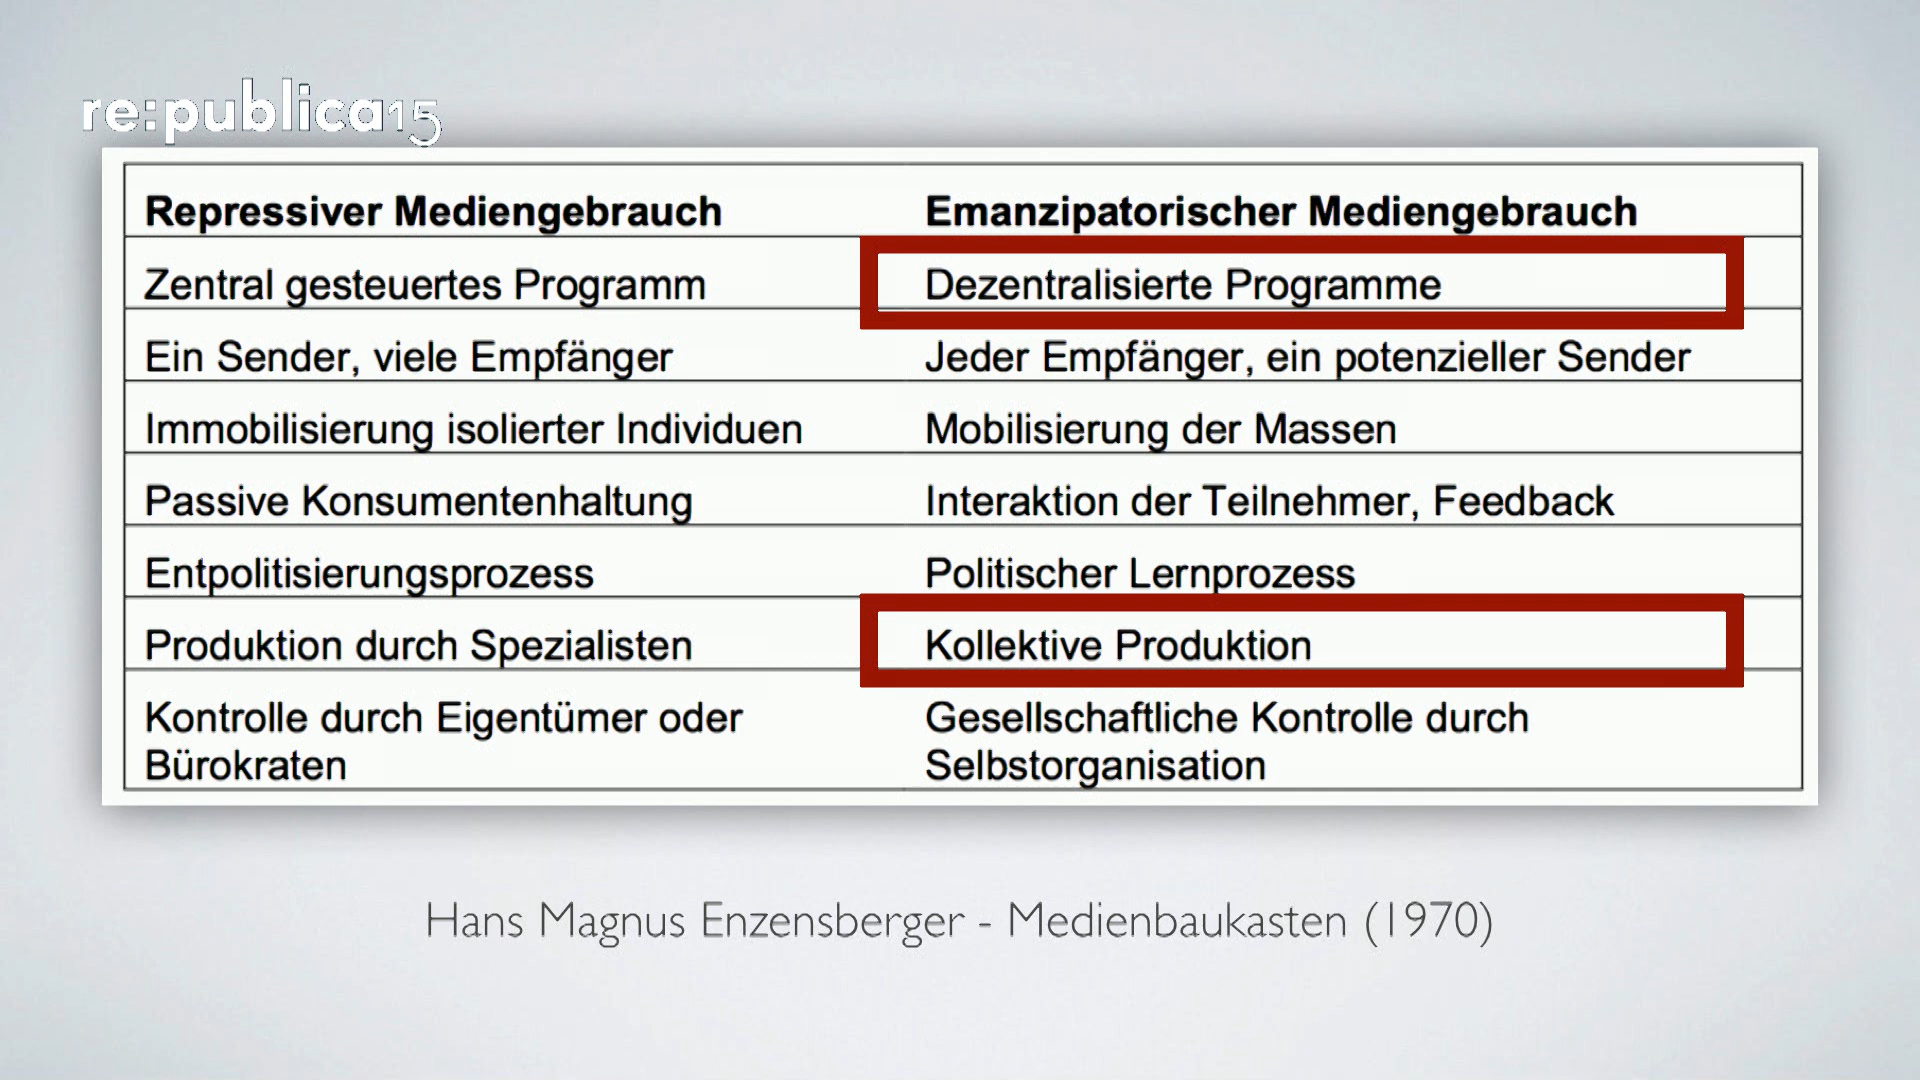 re:publica15
Repressiver Mediengebrauch
Emanzipatorischer Mediengebrauch
Zentral gesteuertes Programm
Dezentralisierte Programme
Ein Sender, viele Empfänger
Jeder Empfänger, ein potenzieller Sender
Immobilisierung isolierter Individuen
Mobilisierung der Massen
Passive Konsumentenhaltung
Interaktion der Teilnehmer, Feedback
Entpolitisierungsprozess
Politischer Lernprozess
Produktion durch Spezialisten
Kollektive Produktion
Kontrolle durch Eigentümer oder
Bürokraten
Gesellschaftliche Kontrolle durch
Selbstorganisation
Hans Magnus Enzensberger - Medienbaukasten (1970)